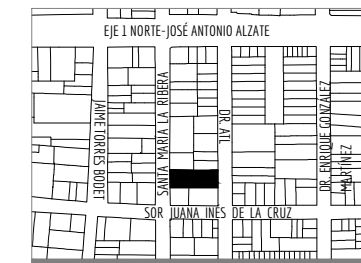 EJE 1 NORTE-JOSÉ ANTONIO ALZATE
JAIME TORRES BODET
SANTA MARIA LA RIBERA
DR. ATL
DR. ENRIQUE GONZÁLEZ
MARTÍNEZ
SOR JUANA INÉS DE LA CRUZ